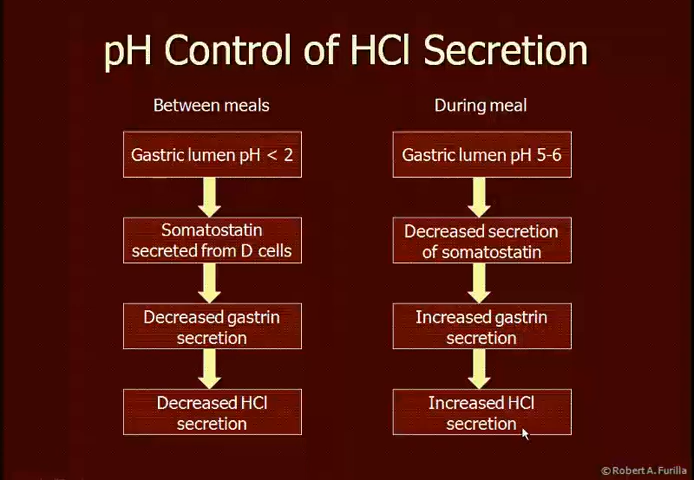 pH Control of HCl Secretion
Between meals
Gastric lumen pH < 2
Somatostatin
secreted from D cells
Decreased gastrin
secretion
Decreased HCl
secretion
During meal
Gastric lumen pH 5-6
Decreased secretion
of somatostatin
Increased gastrin
secretion
Increased HCl
secretion
© Robert A. Furilla